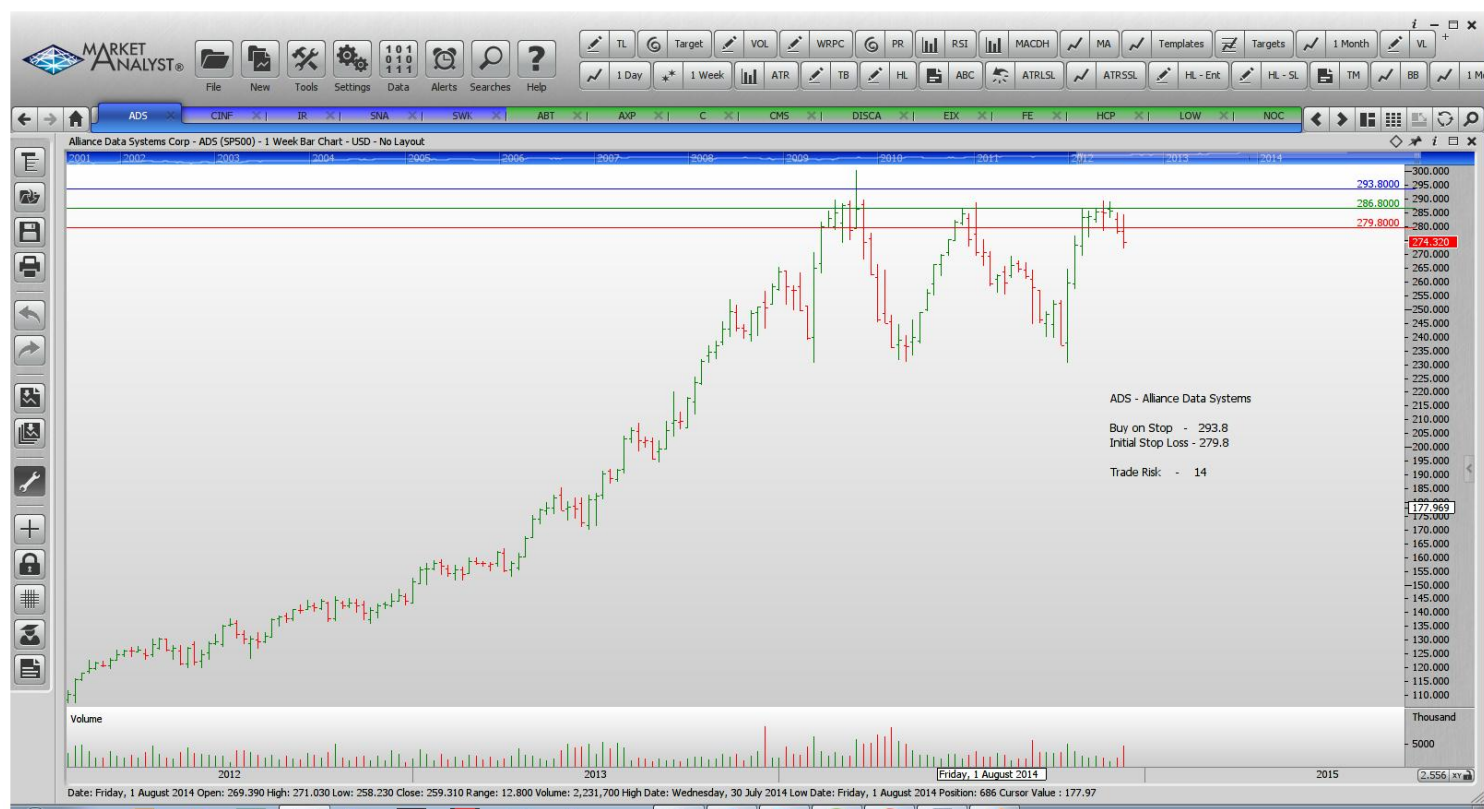 MARKET
ANALYST®
File New Tools Settings Data Alerts Searches Help
TL Target VOL WRPC PR RSI MACDH MA Templates Targets 1 Month VL
1 Day 1 Week ATR TB HL ABC ATRLSL ATRSSL HL - Ent HL - SL TM BB
ADS CINF IR SNA SWK ABT AXP C CMS DISCA EIX FE HCP LOW NOC
Alliance Data Systems Corp - ADS (SP500) - 1 Week Bar Chart - USD - No Layout
2001 2002 2003 2004 2005 2006 2007 2008 2009 2010 2011 2012 2013 2014
300.000
293.8000
295.000
290.000
286.8000
285.000
279.8000
280.000
274.320
270.000
265.000
260.000
255.000
250.000
245.000
240.000
235.000
230.000
225.000
220.000
ADS - Alliance Data Systems
215.000
210.000
Buy on Stop - 293.8
205.000
Initial Stop Loss - 279.8
200.000
195.000
Trade Risk - 14
190.000
185.000
177.969
175.000
170.000
165.000
160.000
155.000
150.000
145.000
140.000
135.000
130.000
125.000
120.000
115.000
110.000
Volume
Thousand
5000
2012 2013 Friday, 1 August 2014 2015 2.556 XY
Date: Friday, 1 August 2014 Open: 269.390 High: 271.030 Low: 258.230 Close: 259.310 Range: 12.800 Volume: 2,231,700 High Date: Wednesday, 30 July 2014 Low Date: Friday, 1 August 2014 Position: 686 Cursor Value : 177.97